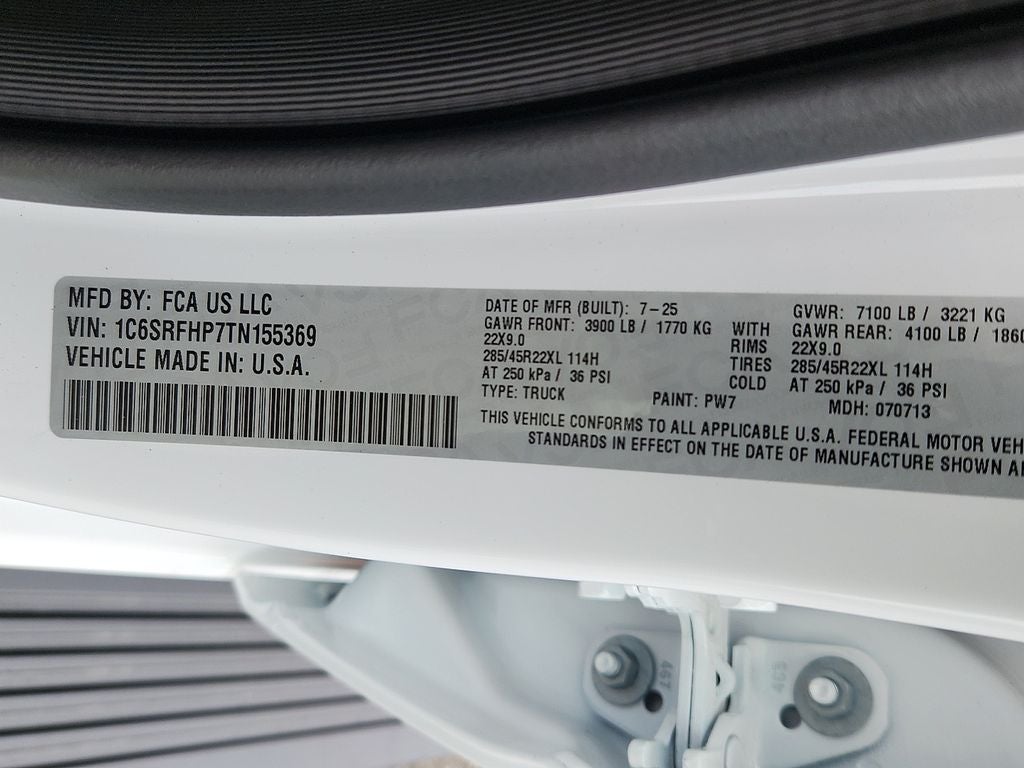 MFD BY: FCA US LLC
VIN: 1C6SRFHP7TN155369
VEHICLE MADE IN: U.S.A.
DATE OF MFR (BUILT): 7-25 GVWR: 7100 LB / 3221 KG
GAWR FRONT: 3900 LB / 1770 KG WITH GAWR REAR: 4100 LB / 1860
22X9.0 RIMS 22X9.0
285/45R22XL 114H TIRES 285/45R22XL 114H
AT 250 kPa / 36 PSI COLD AT 250 kPa / 36 PSI
TYPE: TRUCK PAINT: PW7 MDH: 070713
THIS VEHICLE CONFORMS TO ALL APPLICABLE U.S.A. FEDERAL MOTOR VEH
STANDARDS IN EFFECT ON THE DATE OF MANUFACTURE SHOWN A
467